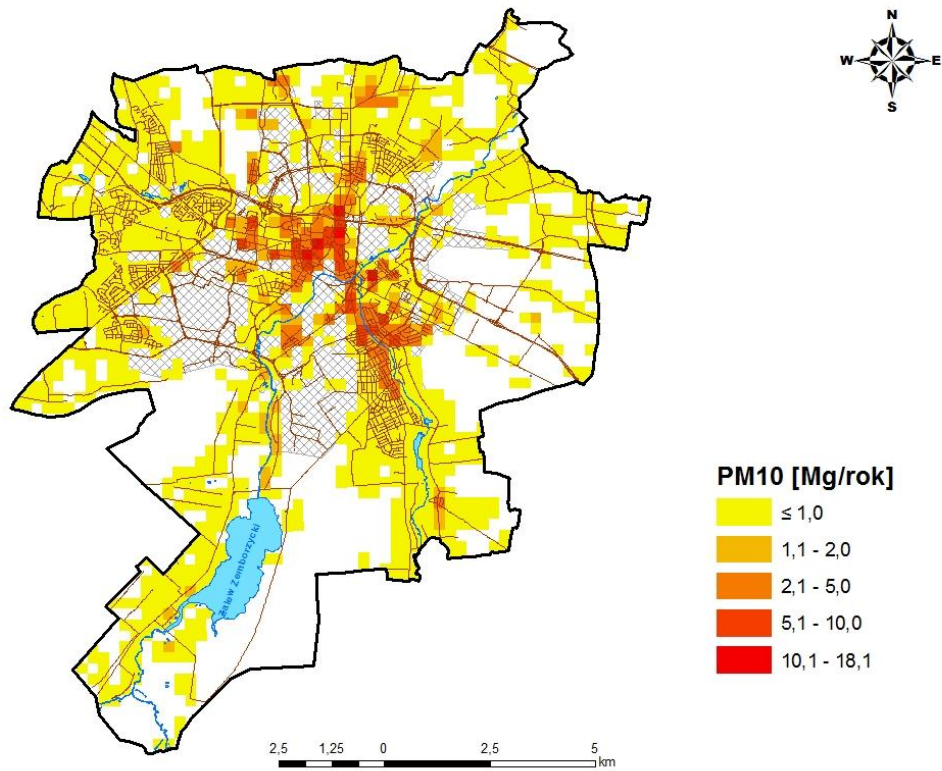 N
W E
S
Zalew Zemborzycki
PM10 [Mg/rok]
≤ 1,0
1,1 - 2,0
2,1 - 5,0
5,1 - 10,0
10,1 - 18,1
2,5 1,25 0 2,5 5
km